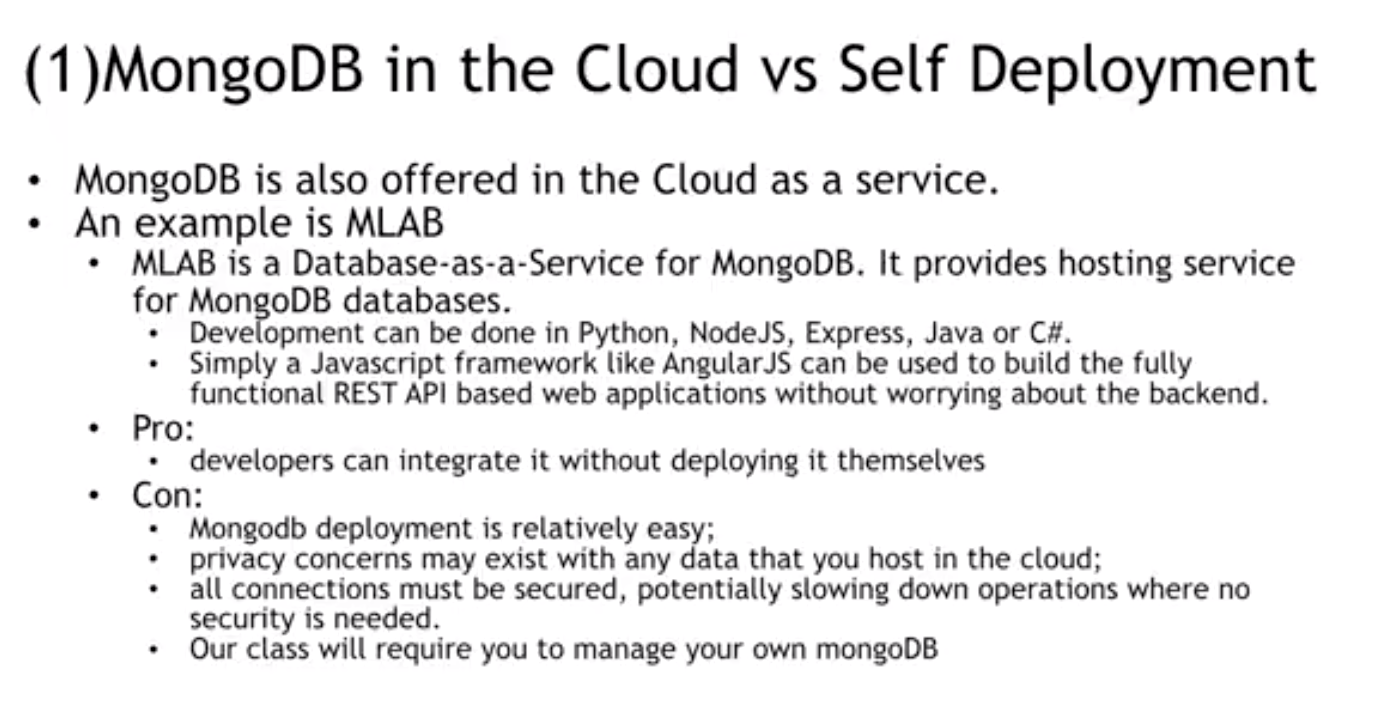 (1)MongoDB in the Cloud vs Self Deployment
• MongoDB is also offered in the Cloud as a service.
• An example is MLAB
• MLAB is a Database-as-a-Service for MongoDB. It provides hosting service
for MongoDB databases.
• Development can be done in Python, NodeJS, Express, Java or C#.
• Simply a Javascript framework like AngularJS can be used to build the fully
functional REST API based web applications without worrying about the backend.
• Pro:
• developers can integrate it without deploying it themselves
• Con:
• Mongodb deployment is relatively easy;
• privacy concerns may exist with any data that you host in the cloud;
• all connections must be secured, potentially slowing down operations where no
security is needed.
• Our class will require you to manage your own mongoDB